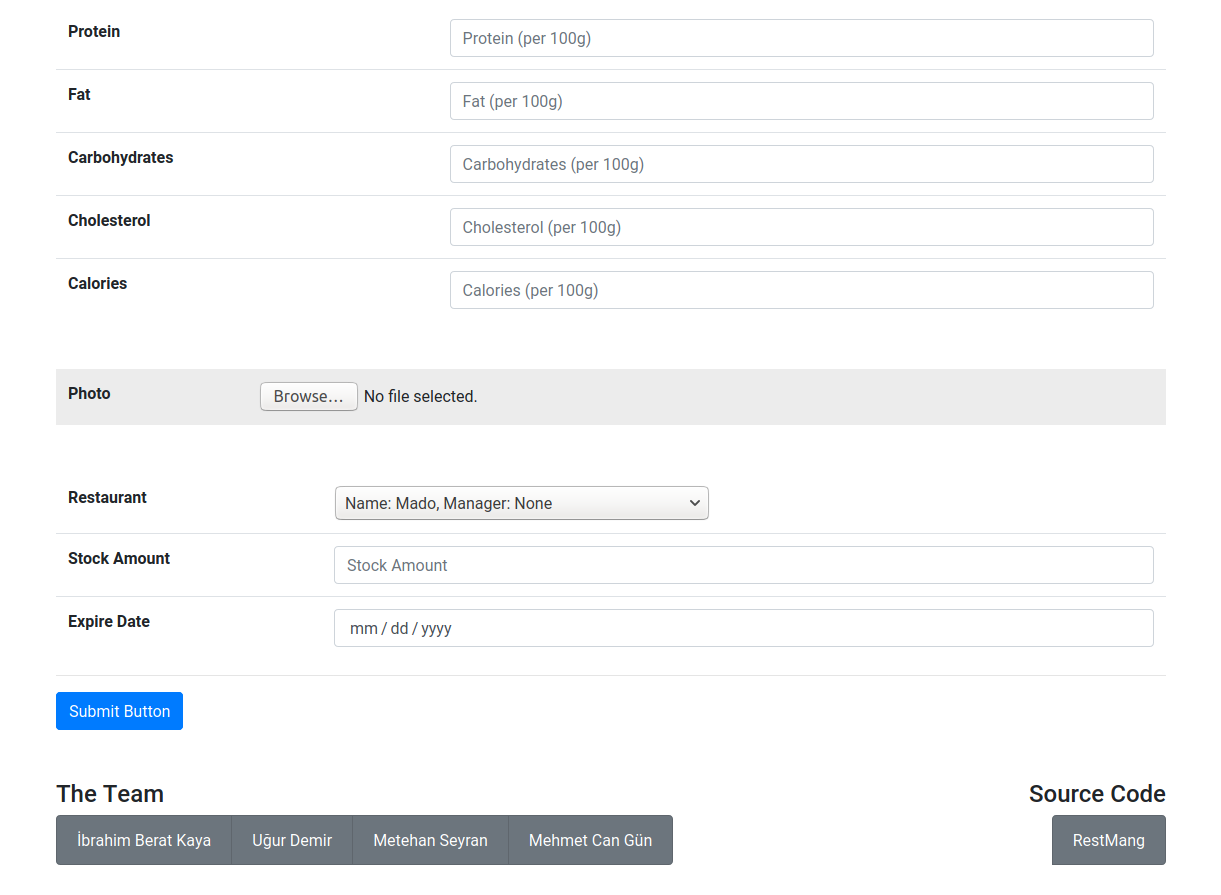 Protein
Protein (per 100g)
Fat
Fat (per 100g)
Carbohydrates
Carbohydrates (per 100g)
Cholesterol
Cholesterol (per 100g)
Calories
Calories (per 100g)
Photo
Browse... No file selected.
Restaurant
Name: Mado, Manager: None
Stock Amount
Stock Amount
Expire Date
mm / dd / yyyy
Submit Button
The Team
Source Code
İbrahim Berat Kaya
Uğur Demir
Metehan Seyran
Mehmet Can Gün
RestMang